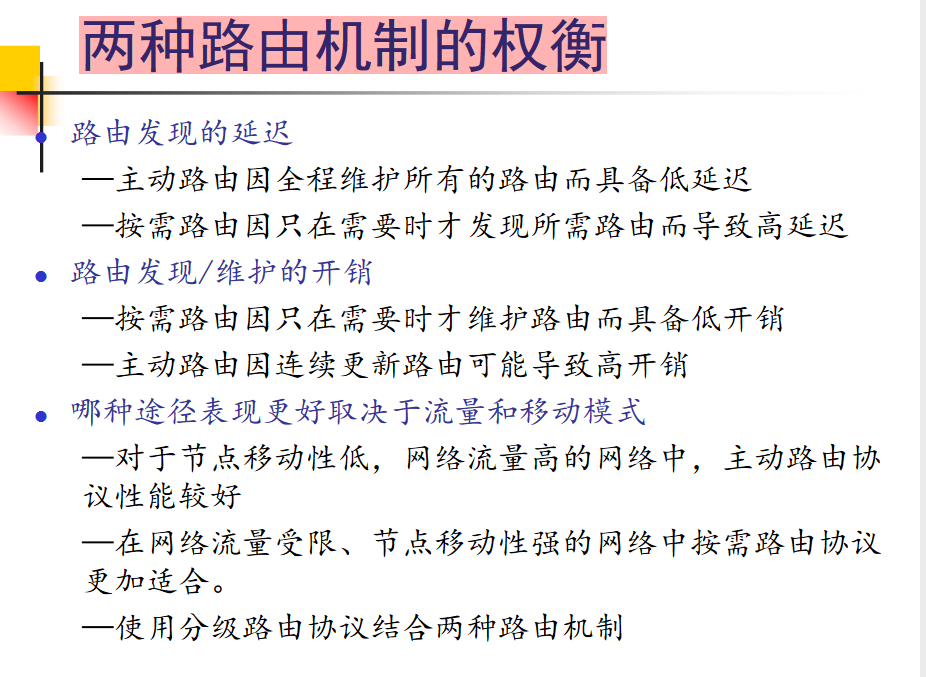 两种路由机制的权衡
路由发现的延迟
—主动路由因全程维护所有的路由而具备低延迟
—按需路由因只在需要时才发现所需路由而导致高延迟
路由发现/维护的开销
—按需路由因只在需要时才维护路由而具备低开销
—主动路由因连续更新路由可能导致高开销
哪种途径表现更好取决于流量和移动模式
—对于节点移动性低，网络流量高的网络中，主动路由协
议性能较好
—在网络流量受限、节点移动性强的网络中按需路由协议
更加适合。
—使用分级路由协议结合两种路由机制